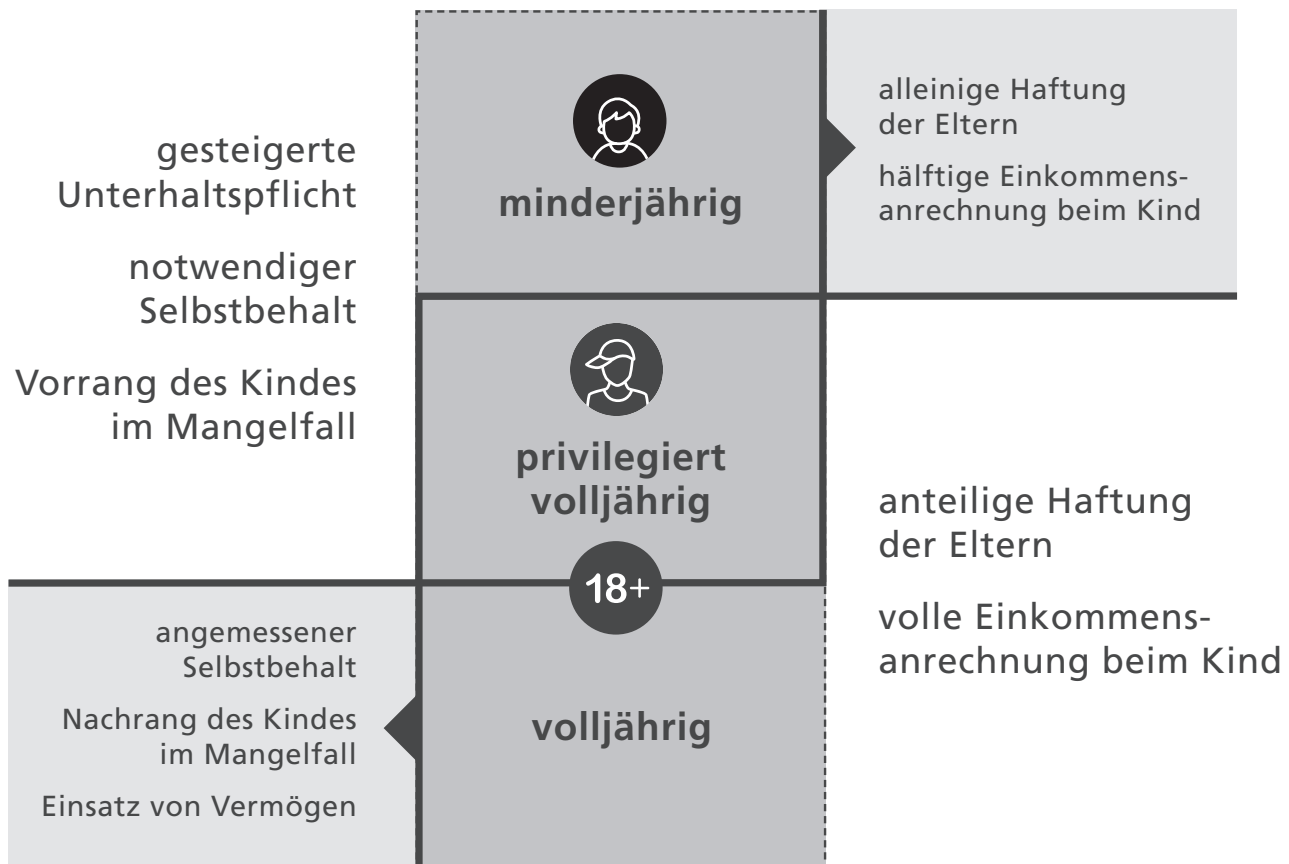 gesteigerte
Unterhaltspflicht
notwendiger
Selbstbehalt
Vorrang des Kindes
im Mangelfall
minderjährig
alleinige Haftung
der Eltern
hälftige Einkommens-
anrechnung beim Kind
privilegiert
volljährig
18+
anteilige Haftung
der Eltern
volle Einkommens-
anrechnung beim Kind
angemessener
Selbstbehalt
Nachrang des Kindes
im Mangelfall
Einsatz von Vermögen
volljährig